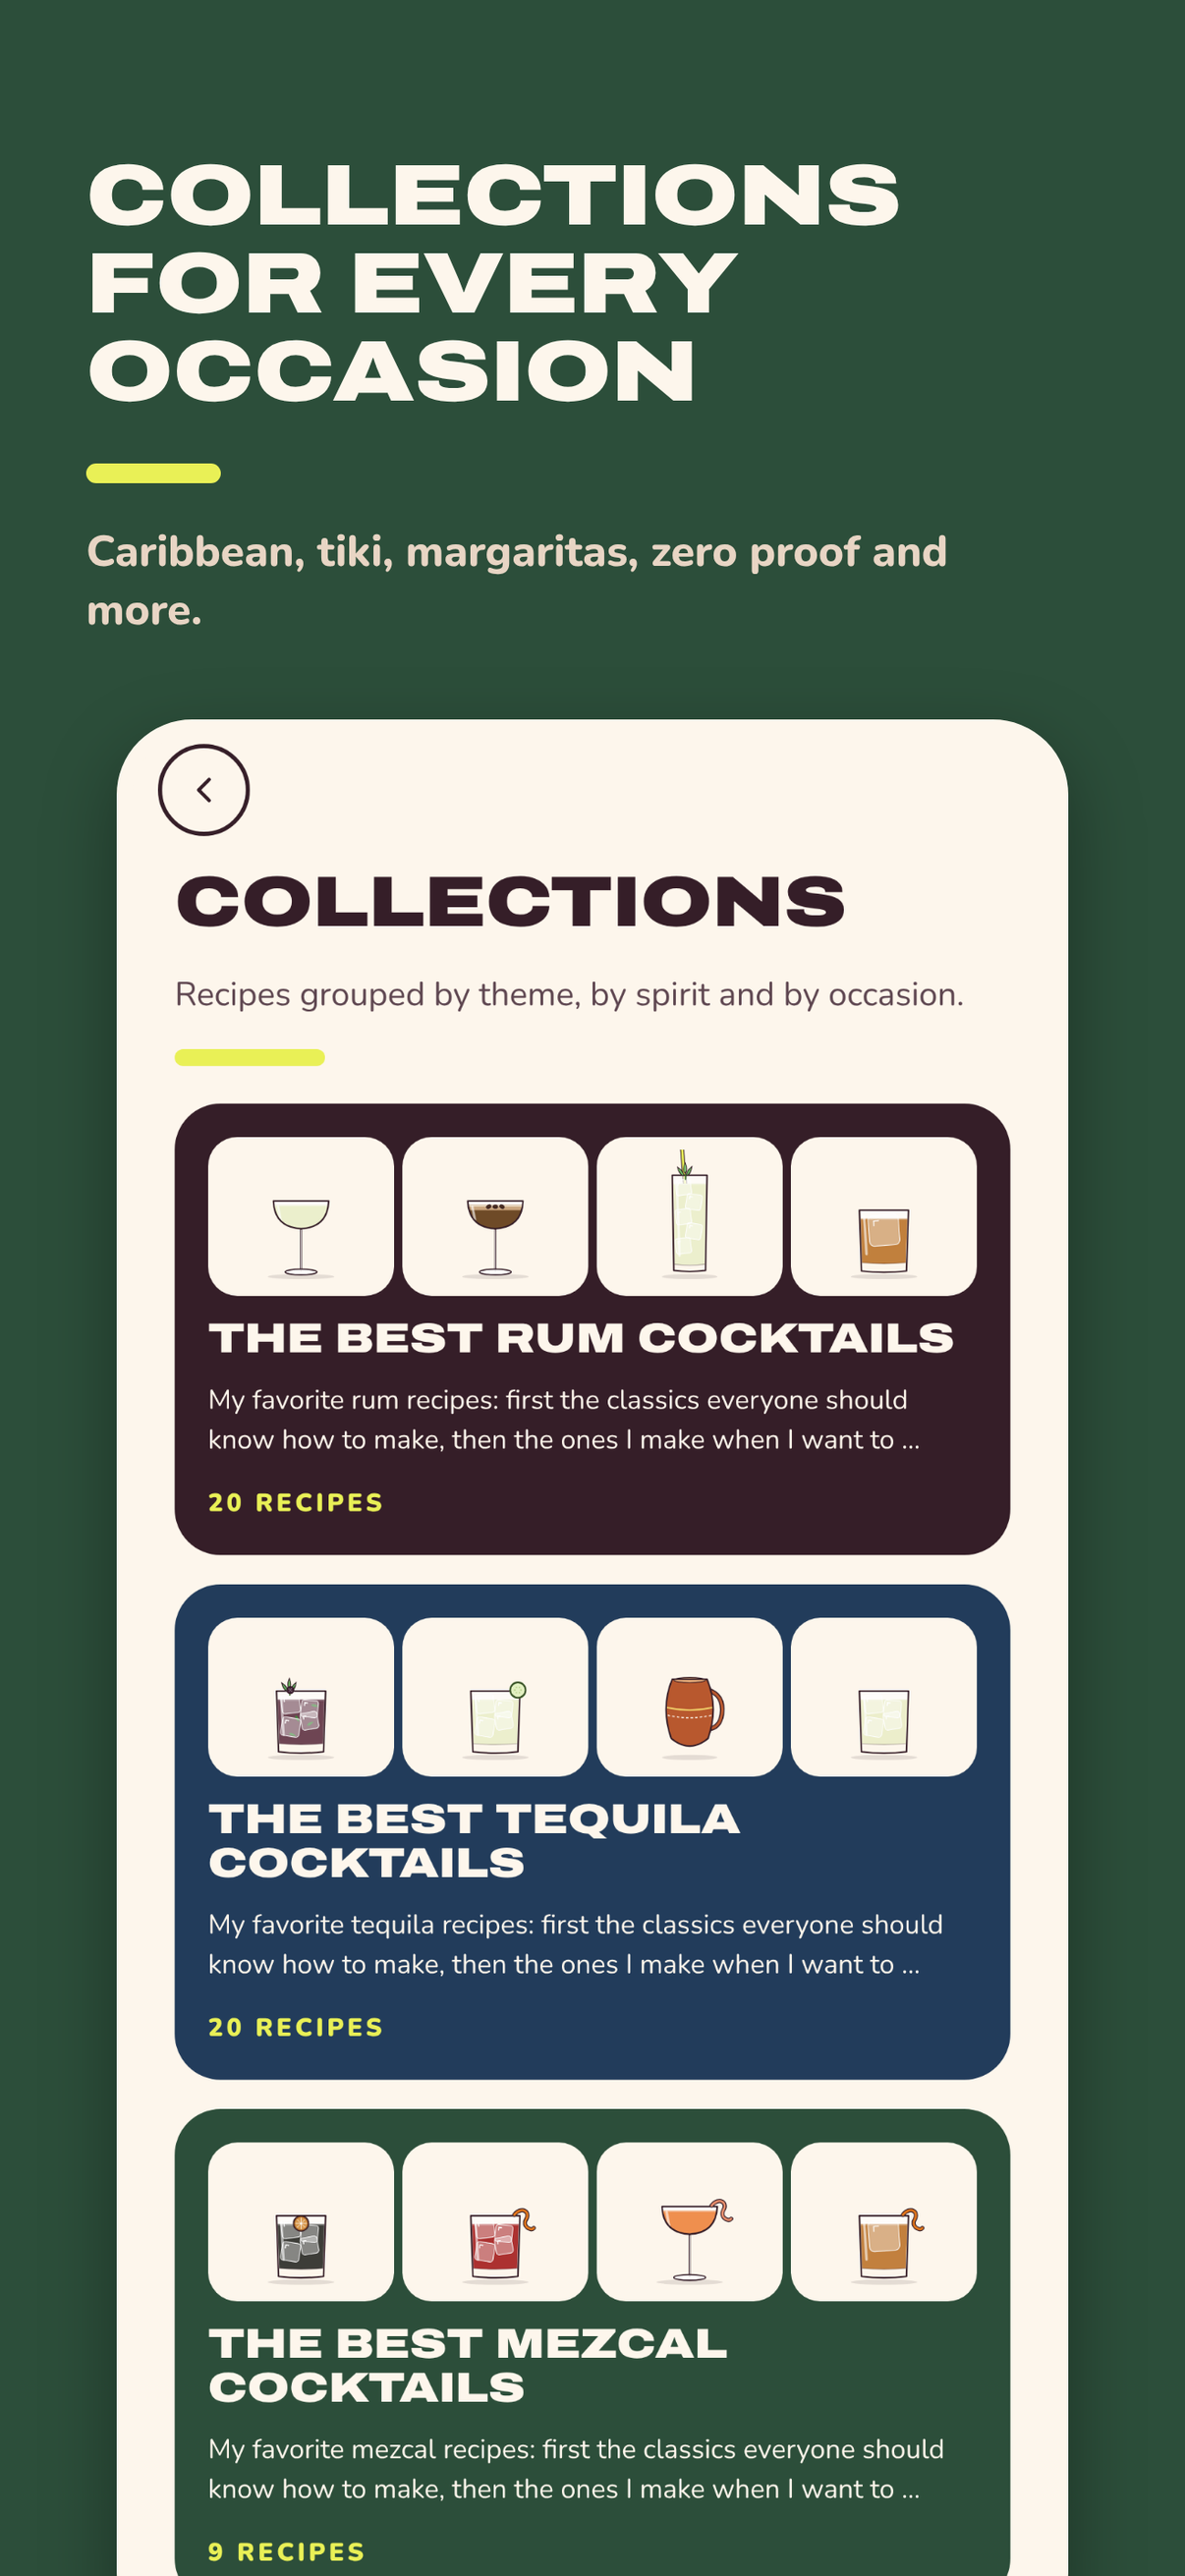 COLLECTIONS
FOR EVERY
OCCASION
Caribbean, tiki, margaritas, zero proof and
more.
COLLECTIONS
Recipes grouped by theme, by spirit and by occasion.
THE BEST RUM COCKTAILS
My favorite rum recipes: first the classics everyone should
know how to make, then the ones I make when I want to ...
20 RECIPES
THE BEST TEQUILA
COCKTAILS
My favorite tequila recipes: first the classics everyone should
know how to make, then the ones I make when I want to ...
20 RECIPES
THE BEST MEZCAL
COCKTAILS
My favorite mezcal recipes: first the classics everyone should
know how to make, then the ones I make when I want to ...
9 RECIPES